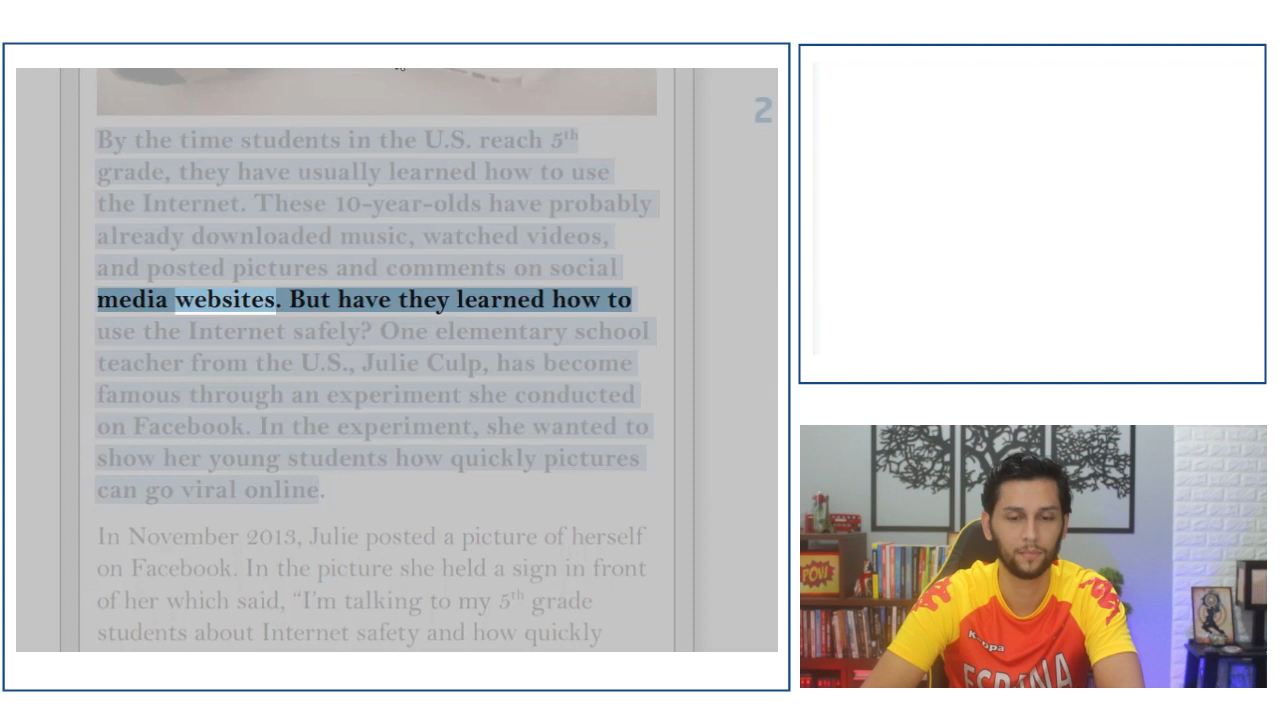 2
By the time students in the U.S. reach 5th
grade, they have usually learned how to use
the Internet. These 10-year-olds have probably
already downloaded music, watched videos,
and posted pictures and comments on social
media websites. But have they learned how to
use the Internet safely? One elementary school
teacher from the U.S., Julie Culp, has become
famous through an experiment she conducted
on Facebook. In the experiment, she wanted to
show her young students how quickly pictures
can go viral online.
In November 2013, Julie posted a picture of herself
on Facebook. In the picture she held a sign in front
of her which said, “I'm talking to my 5th grade
students about Internet safety and how quickly
POW!
Kappa
ESPAÑA